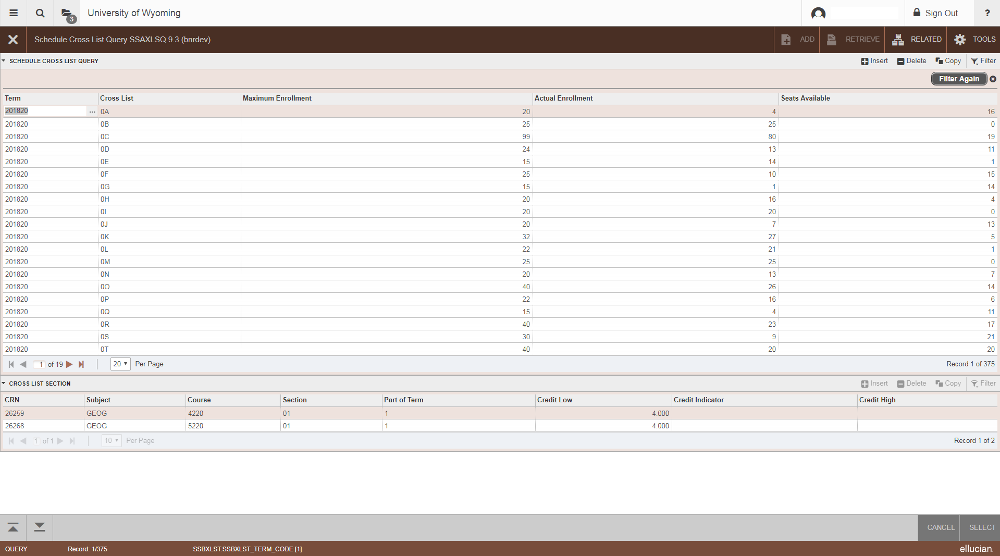 3 University of Wyoming Sign Out ?
Schedule Cross List Query SSAXLSQ 9.3 (bnrdev) ADD RETRIEVE RELATED TOOLS
SCHEDULE CROSS LIST QUERY Insert Delete Copy Filter
Filter Again
Term Cross List Maximum Enrollment Actual Enrollment Seats Available
201820 ... 0A 20 4 16
201820 0B 25 25 0
201820 0C 99 80 19
201820 0D 24 13 11
201820 0E 15 14 1
201820 0F 25 10 15
201820 0G 15 1 14
201820 0H 20 16 4
201820 0I 20 20 0
201820 0J 20 7 13
201820 0K 32 27 5
201820 0L 22 21 1
201820 0M 25 25 0
201820 0N 20 13 7
201820 0O 40 26 14
201820 0P 22 16 6
201820 0Q 15 4 11
201820 0R 40 23 17
201820 0S 30 9 21
201820 0T 40 20 20
1 of 19 20 Per Page Record 1 of 375
CROSS LIST SECTION Insert Delete Copy Filter
CRN Subject Course Section Part of Term Credit Low Credit Indicator Credit High
26259 GEOG 4220 01 1 4.000
26268 GEOG 5220 01 1 4.000
1 of 1 10 Per Page Record 1 of 2
CANCEL SELECT
QUERY Record: 1/375 SSBXLST.SSBXLST_TERM_CODE [1] ellucian